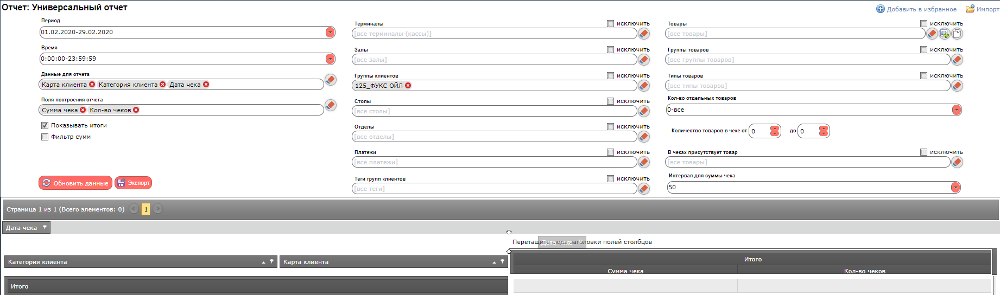 Отчет: Универсальный отчет
Добавить в избранное
Импорт
Период
01.02.2020-29.02.2020
Время
0:00:00-23:59:59
Данные для отчета
Карта клиента Категория клиента Дата чека
Поля построения отчета
Сумма чека Кол-во чеков
Показывать итоги
Фильтр сумм
Обновить данные Экспорт
Терминалы исключить
[все терминалы (кассы)]
Залы исключить
[все залы]
Группы клиентов исключить
125_ФУКС ОЙЛ
Столы исключить
[все столы]
Отделы исключить
[все отделы]
Платежи исключить
[все платежи]
Теги групп клиентов исключить
[все теги]
Товары исключить
[все товары]
Группы товаров исключить
[все группы товаров]
Типы товаров исключить
[все типы товаров]
Кол-во отдельных товаров
0-все
Количество товаров в чеке от 0 до 0
В чеках присутствует товар исключить
[все товары]
Интервал для суммы чека
50
Страница 1 из 1 (Всего элементов: 0) 1
Дата чека
Перетащите сюда заголовки полей столбцов
Категория клиента Карта клиента
Итого
Сумма чека Кол-во чеков
Итого